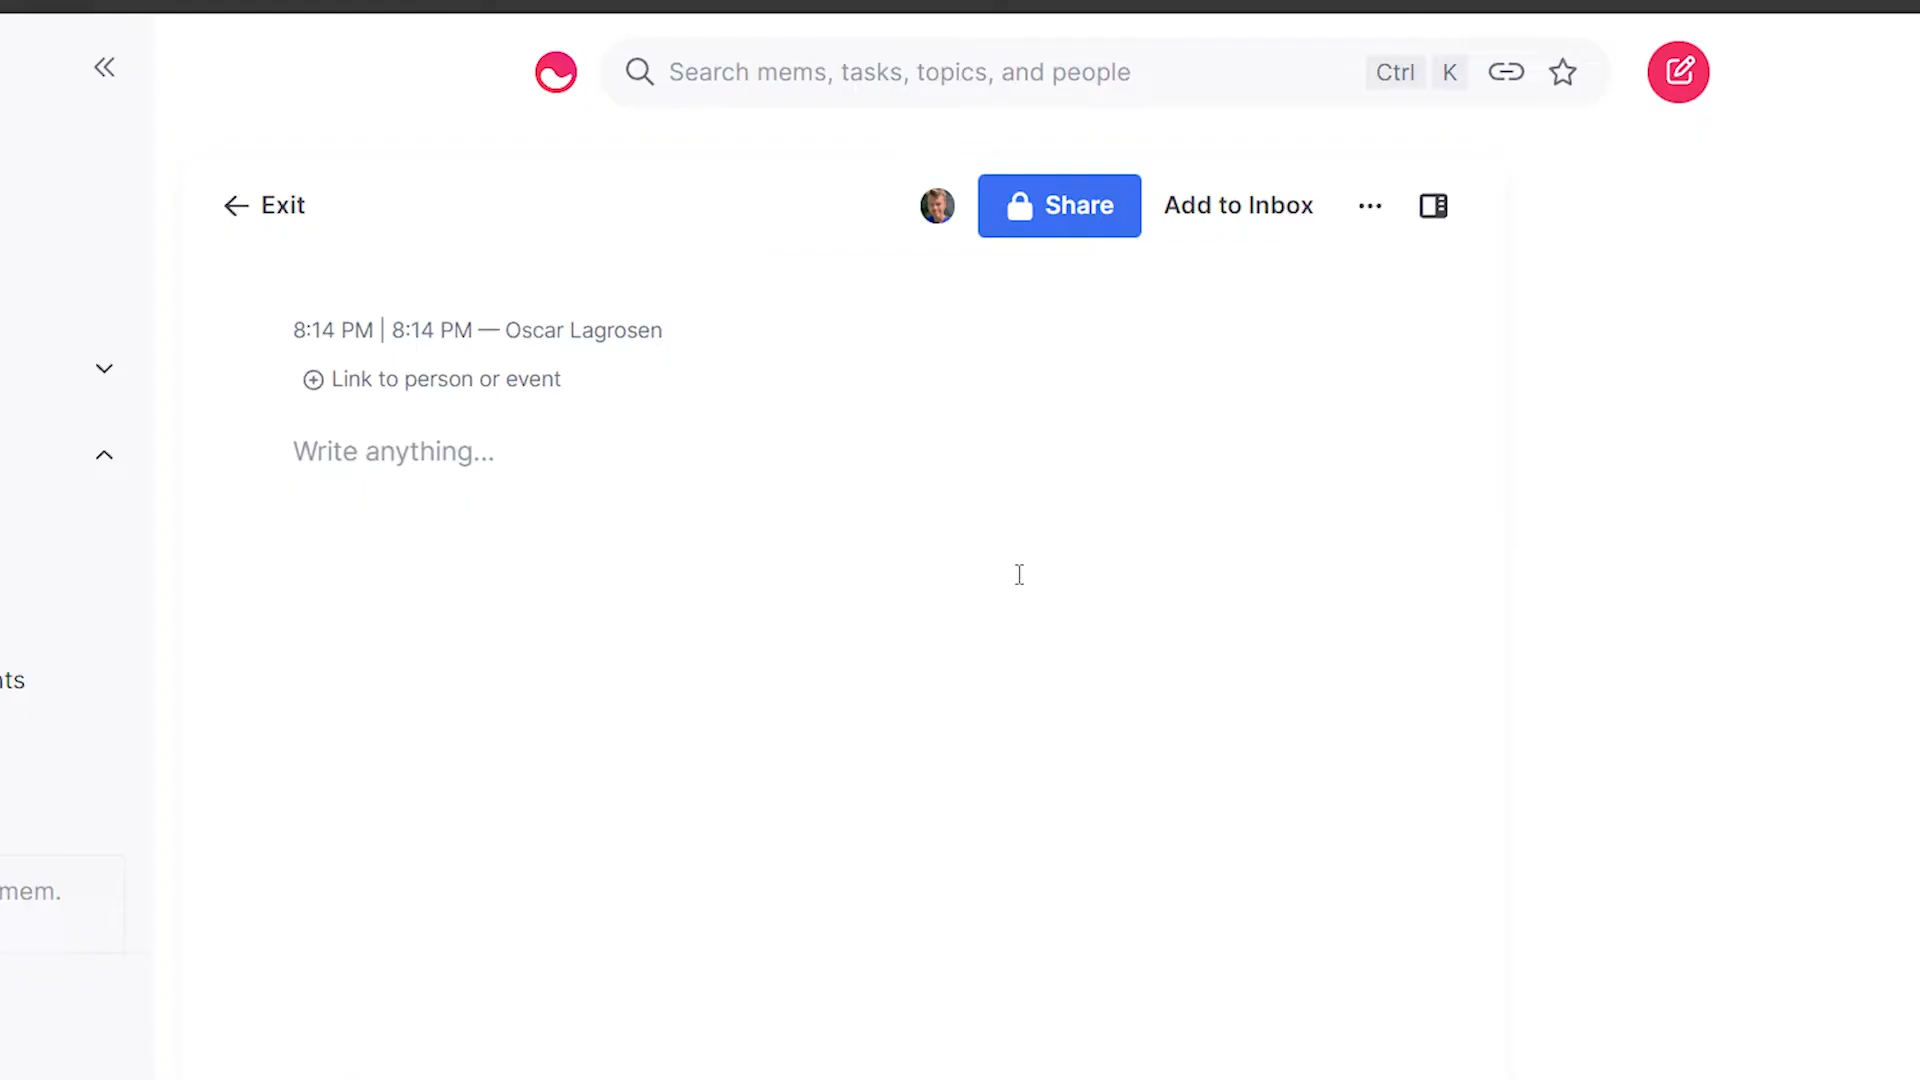 Search mems, tasks, topics, and people Ctrl K
Exit Share Add to Inbox ...
8:14 PM | 8:14 PM — Oscar Lagrosen
Link to person or event
Write anything...
nts
mem.